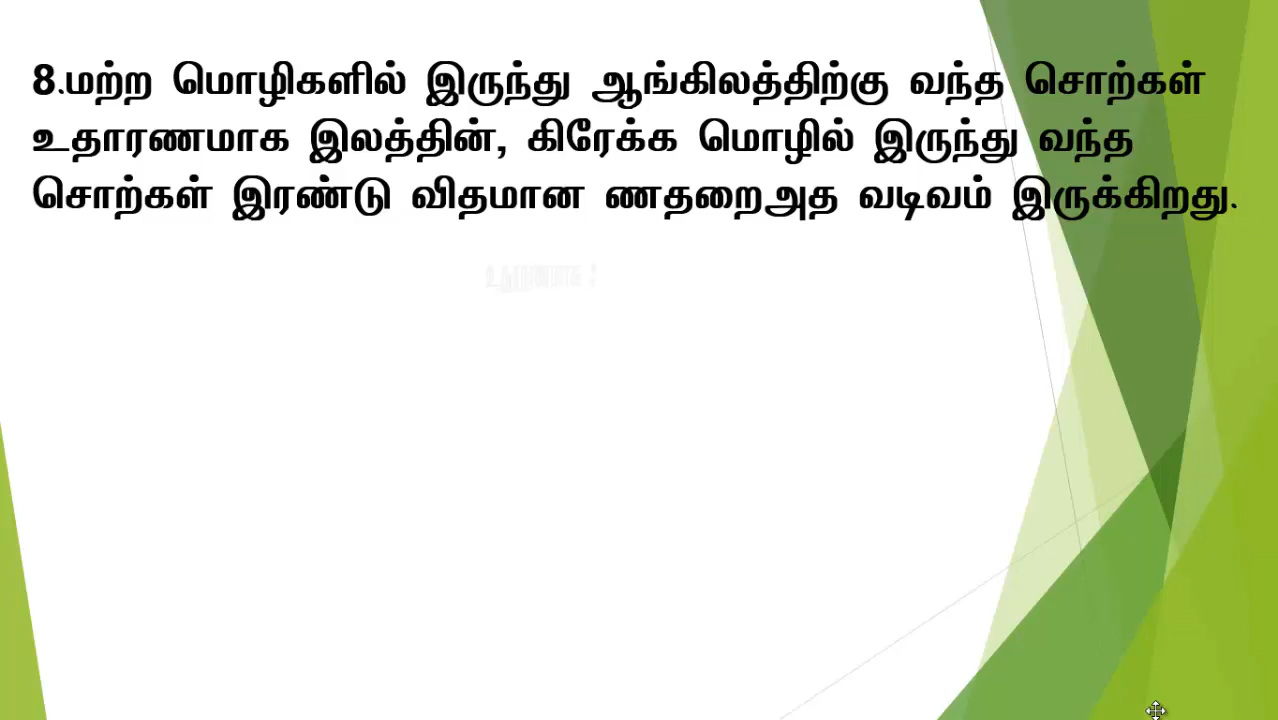 8.மற்ற மொழிகளில் இருந்து ஆங்கிலத்திற்கு வந்த சொற்கள்
உதாரணமாக இலத்தின், கிரேக்க மொழில் இருந்து வந்த
சொற்கள் இரண்டு விதமான ணதறைஅத வடிவம் இருக்கிறது.